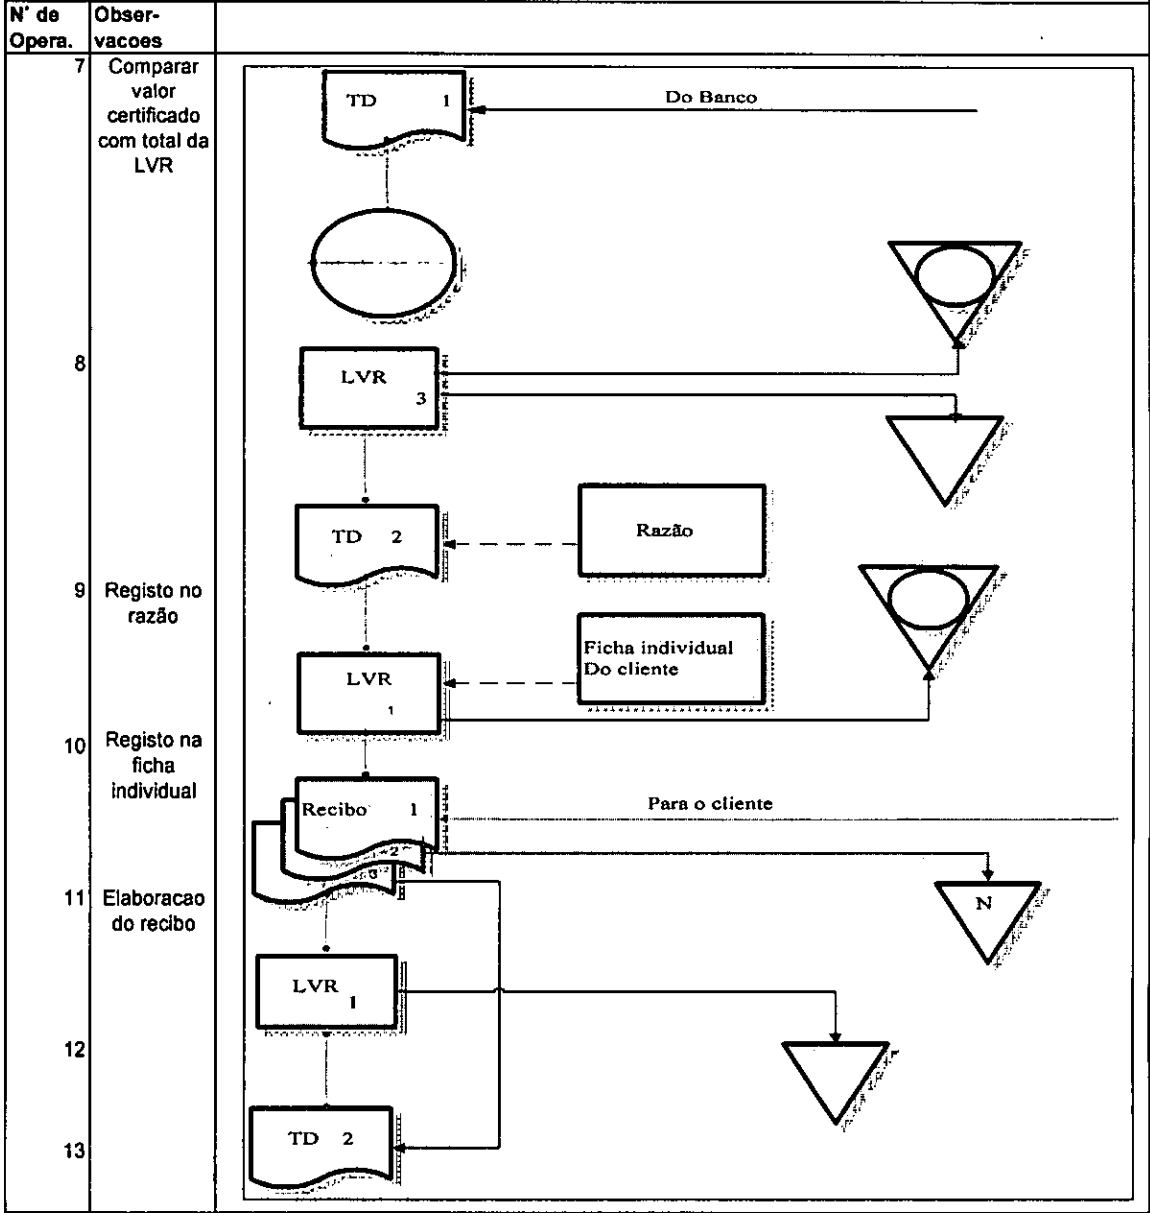 N° de Obser-
Opera. vacoes
7 Comparar
valor
certificado
com total da
LVR
TD 1
Do Banco
8
LVR
3
TD 2
Razão
9 Registo no
razão
Ficha individual
Do cliente
LVR
1
10 Registo na
ficha
individual
Recibo 1
2
3
Para o cliente
11 Elaboracao
do recibo
N
LVR
1
12
TD 2
13